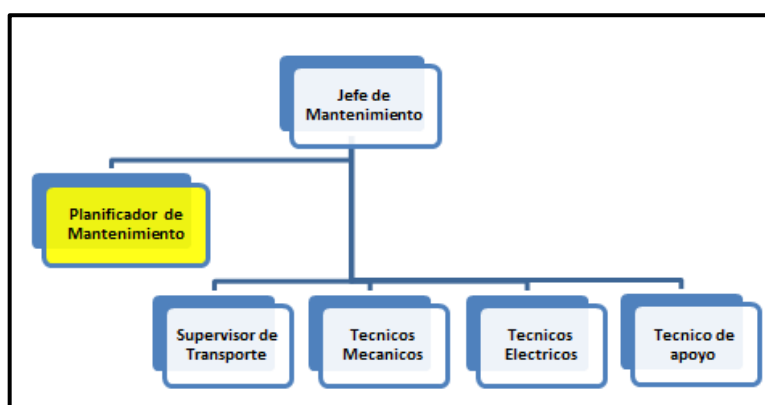 Jefe de
Mantenimiento
Planificador de
Mantenimiento
Supervisor de
Transporte
Tecnicos
Mecanicos
Tecnicos
Electricos
Tecnico de
apoyo